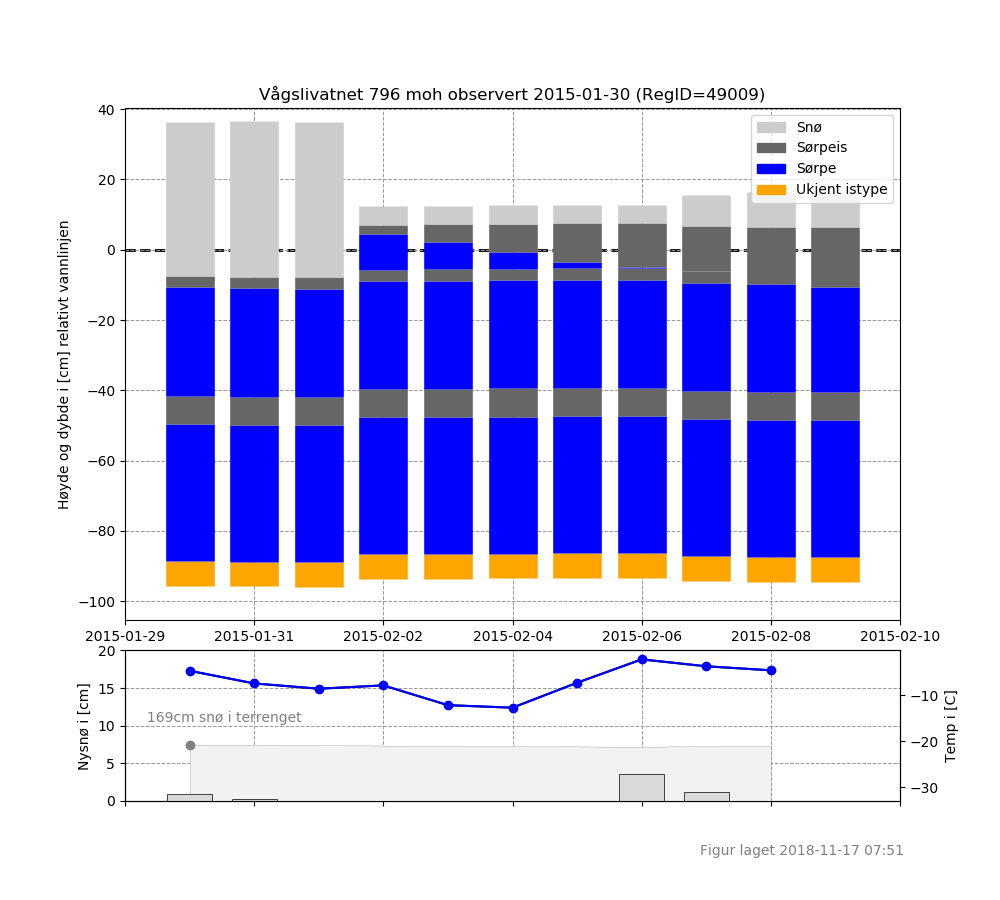 Vågslivatnet 796 moh observert 2015-01-30 (RegID=49009)
Høyde og dybde i [cm] relativt vannlinjen
40
20
0
−20
−40
−60
−80
−100
Snø
Sørpeis
Sørpe
Ukjent istype
2015-01-29 2015-01-31 2015-02-02 2015-02-04 2015-02-06 2015-02-08 2015-02-10
Nysnø i [cm]
20
15
10
5
0
169cm snø i terrenget
−10
−20
−30
Temp i [C]
Figur laget 2018-11-17 07:51